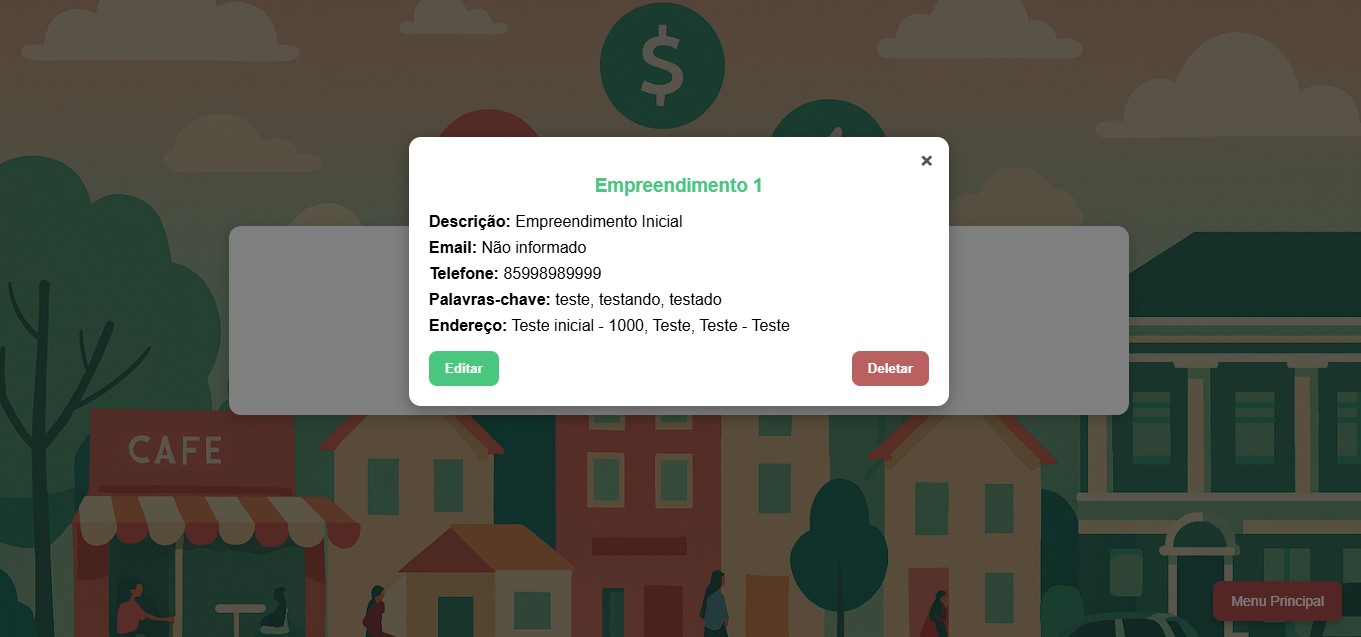 $
×
Empreendimento 1
Descrição: Empreendimento Inicial
Email: Não informado
Telefone: 85998989999
Palavras-chave: teste, testando, testado
Endereço: Teste inicial - 1000, Teste, Teste - Teste
Editar
Deletar
CAFE
Menu Principal